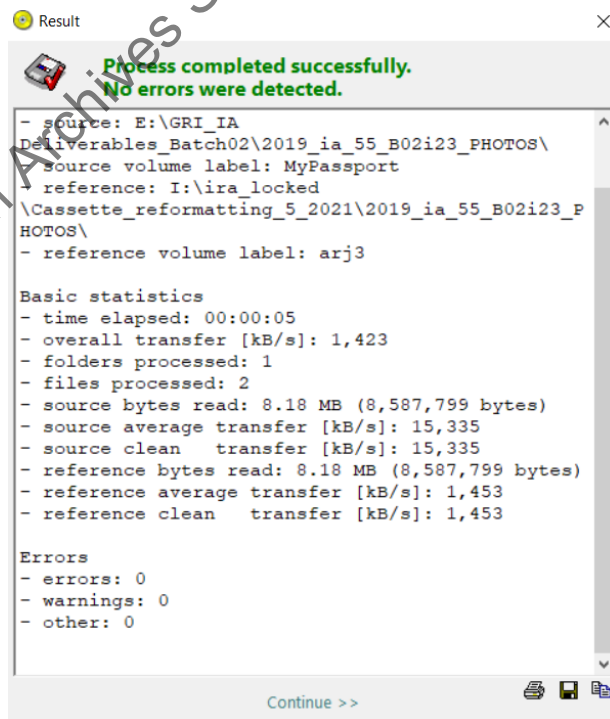 Result
Process completed successfully.
No errors were detected.
- source: E:\GRI_IA
Deliverables_Batch02\2019_ia_55_B02i23_PHOTOS\
- source volume label: MyPassport
- reference: I:\ira_locked
\Cassette_reformatting_5_2021\2019_ia_55_B02i23_P
HOTOS\
- reference volume label: arj3
Basic statistics
- time elapsed: 00:00:05
- overall transfer [kB/s]: 1,423
- folders processed: 1
- files processed: 2
- source bytes read: 8.18 MB (8,587,799 bytes)
- source average transfer [kB/s]: 15,335
- source clean   transfer [kB/s]: 15,335
- reference bytes read: 8.18 MB (8,587,799 bytes)
- reference average transfer [kB/s]: 1,453
- reference clean   transfer [kB/s]: 1,453
Errors
- errors: 0
- warnings: 0
- other: 0
Continue >>
Archives